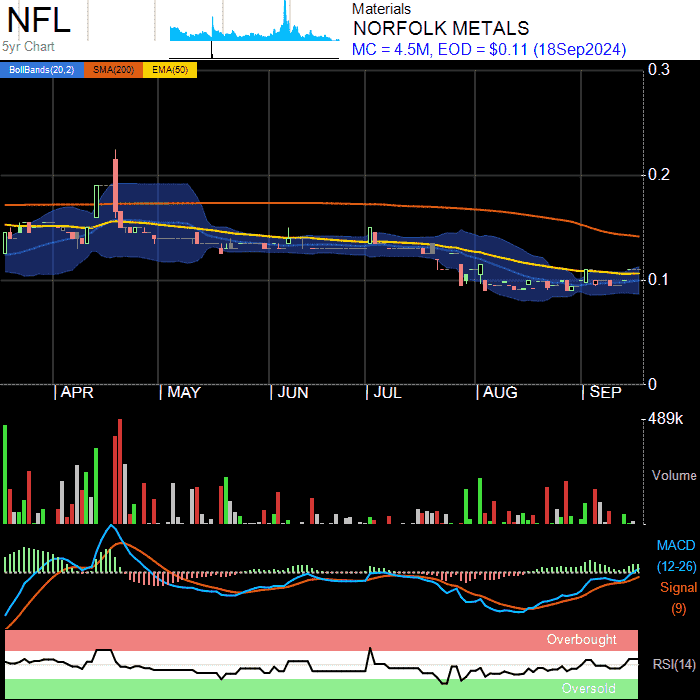 NFL
5yr Chart
Materials
NORFOLK METALS
MC = 4.5M, EOD = $0.11 (18Sep2024)
BollBands(20,2) SMA(200) EMA(50)
0.3
0.2
0.1
0
APR MAY JUN JUL AUG SEP
489k
Volume
MACD
(12-26)
Signal
(9)
Overbought
RSI(14)
Oversold